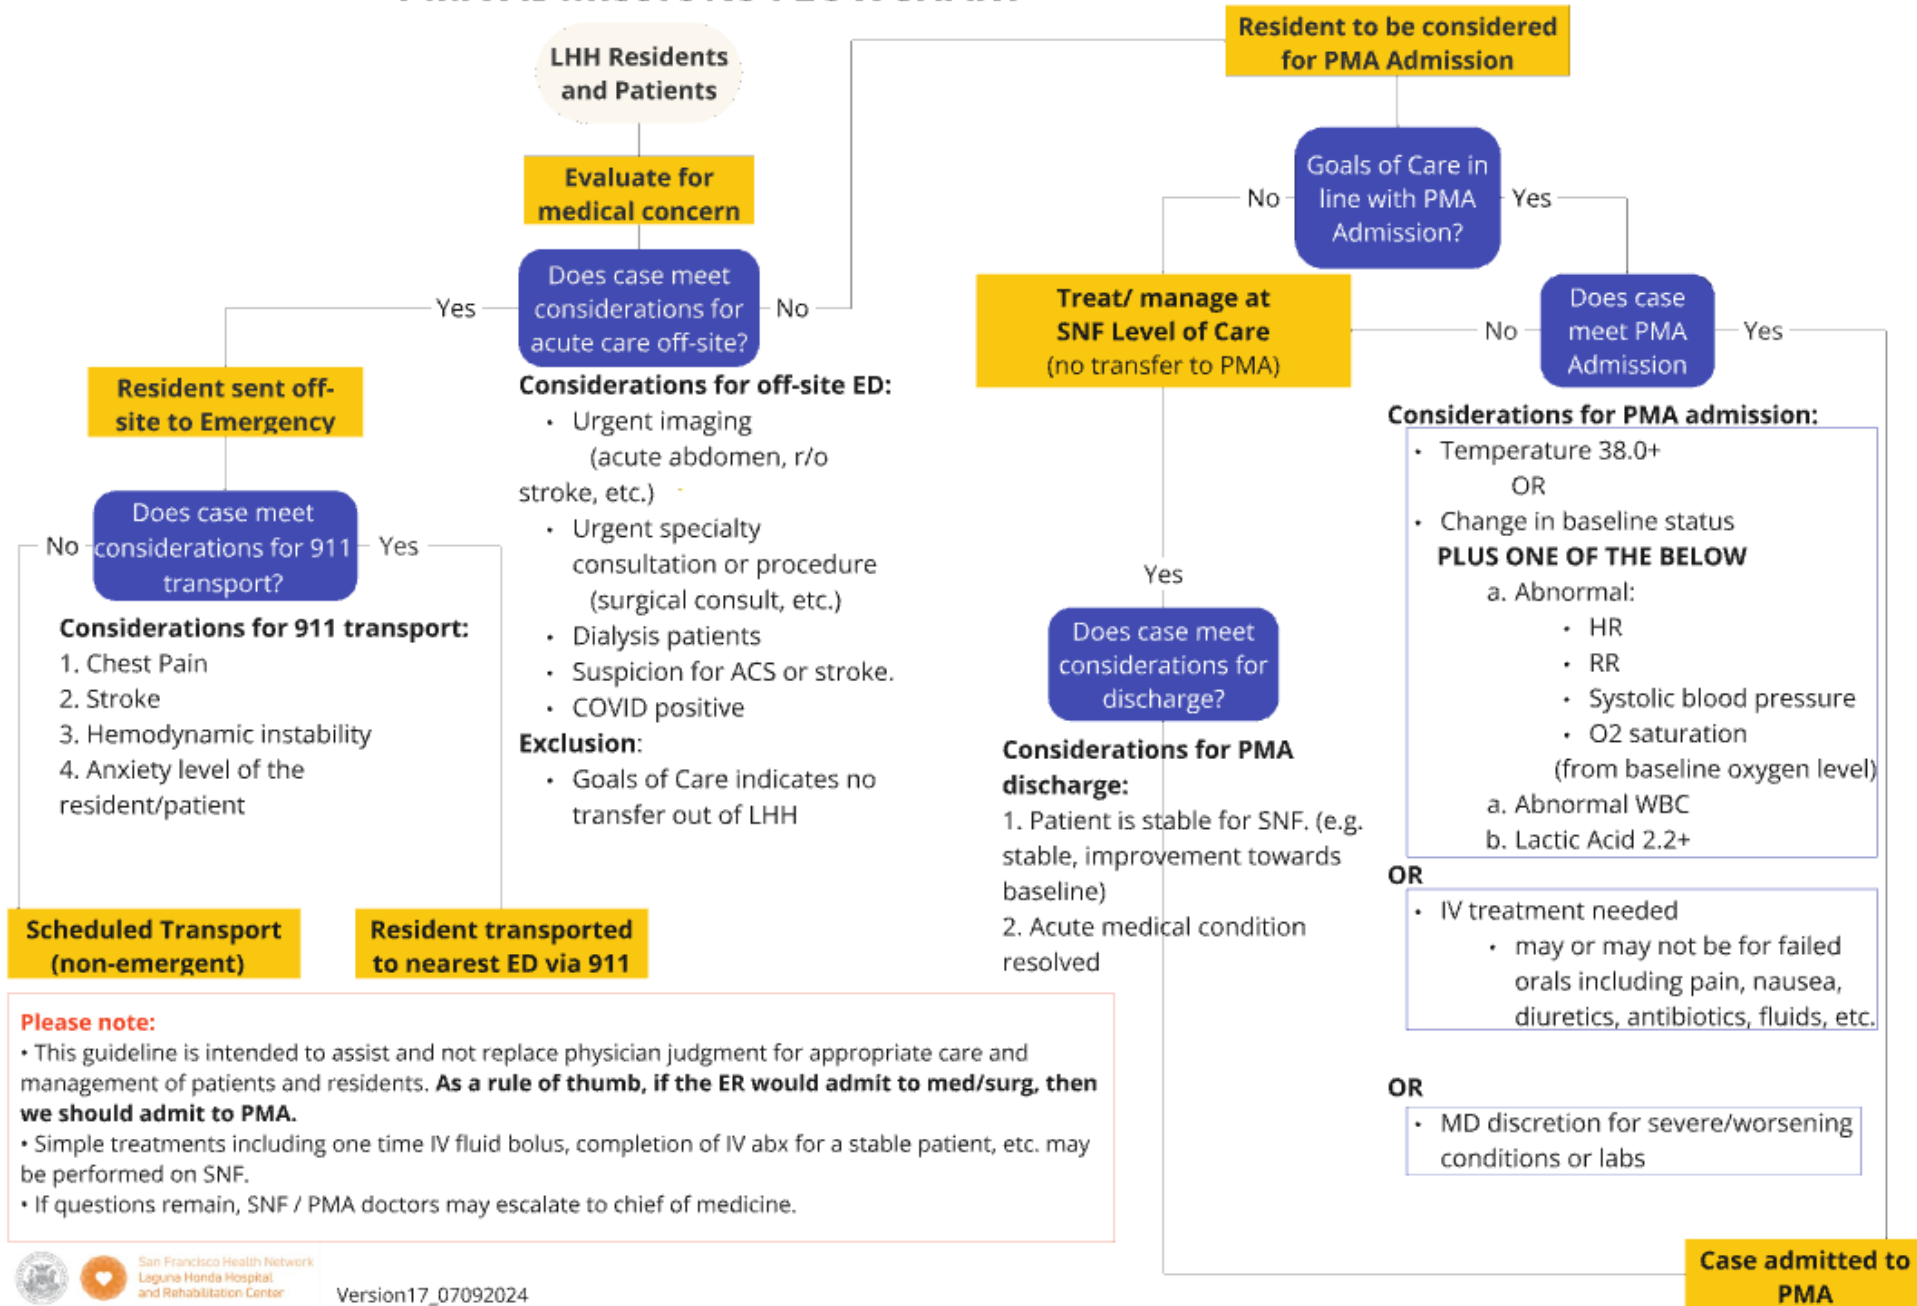 LHH Residents
and Patients
Evaluate for
medical concern
Does case meet
considerations for
acute care off-site?
Yes
No
Considerations for off-site ED:
• Urgent imaging
(acute abdomen, r/o
stroke, etc.)
• Urgent specialty
consultation or procedure
(surgical consult, etc.)
• Dialysis patients
• Suspicion for ACS or stroke.
• COVID positive
Exclusion:
• Goals of Care indicates no
transfer out of LHH
Resident sent off-
site to Emergency
Does case meet
considerations for 911
transport?
No
Yes
Considerations for 911 transport:
1. Chest Pain
2. Stroke
3. Hemodynamic instability
4. Anxiety level of the
resident/patient
Scheduled Transport
(non-emergent)
Resident transported
to nearest ED via 911
Resident to be considered
for PMA Admission
Goals of Care in
line with PMA
Admission?
No
Yes
Treat/ manage at
SNF Level of Care
(no transfer to PMA)
Does case
meet PMA
Admission
No
Yes
Considerations for PMA admission:
• Temperature 38.0+
OR
• Change in baseline status
PLUS ONE OF THE BELOW
a. Abnormal:
• HR
• RR
• Systolic blood pressure
• O2 saturation
(from baseline oxygen level)
a. Abnormal WBC
b. Lactic Acid 2.2+
OR
• IV treatment needed
• may or may not be for failed
orals including pain, nausea,
diuretics, antibiotics, fluids, etc.
OR
• MD discretion for severe/worsening
conditions or labs
Yes
Does case meet
considerations for
discharge?
Considerations for PMA
discharge:
1. Patient is stable for SNF. (e.g.
stable, improvement towards
baseline)
2. Acute medical condition
resolved
Case admitted to
PMA
Please note:
• This guideline is intended to assist and not replace physician judgment for appropriate care and
management of patients and residents. As a rule of thumb, if the ER would admit to med/surg, then
we should admit to PMA.
• Simple treatments including one time IV fluid bolus, completion of IV abx for a stable patient, etc. may
be performed on SNF.
• If questions remain, SNF / PMA doctors may escalate to chief of medicine.
San Francisco Health Network
Laguna Honda Hospital
and Rehabilitation Center
Version17_07092024